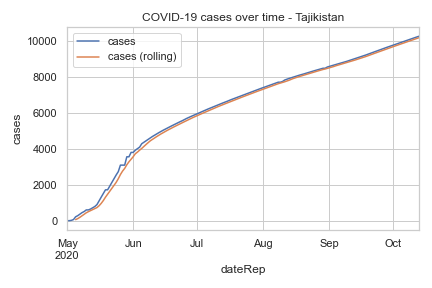 COVID-19 cases over time - Tajikistan
cases
cases (rolling)
10000
8000
6000
4000
2000
0
cases
May Jun Jul Aug Sep Oct
2020
dateRep